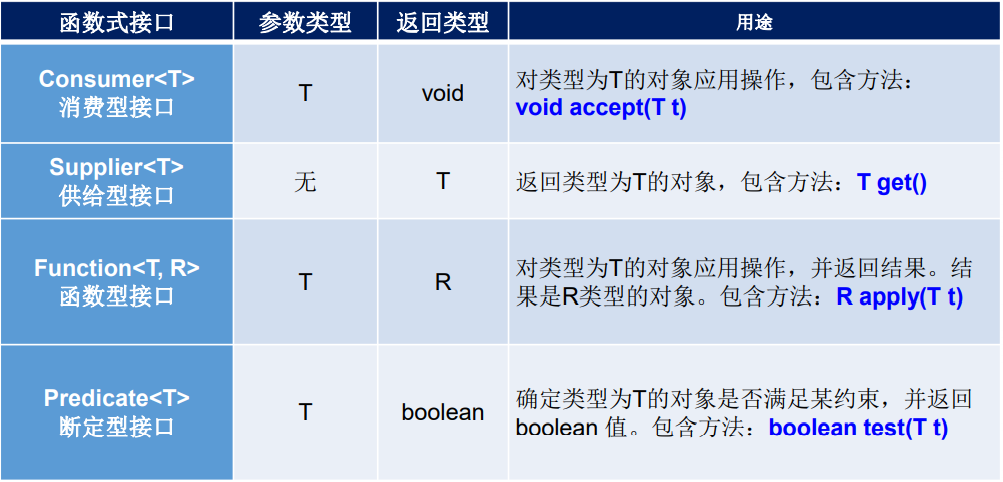 函数式接口 参数类型 返回类型 用途
Consumer<T>
消费型接口
T
void
对类型为T的对象应用操作，包含方法：
void accept(T t)
Supplier<T>
供给型接口
无
T
返回类型为T的对象，包含方法：T get()
Function<T, R>
函数型接口
T
R
对类型为T的对象应用操作，并返回结果。结
果是R类型的对象。包含方法：R apply(T t)
Predicate<T>
断定型接口
T
boolean
确定类型为T的对象是否满足某约束，并返回
boolean 值。包含方法：boolean test(T t)